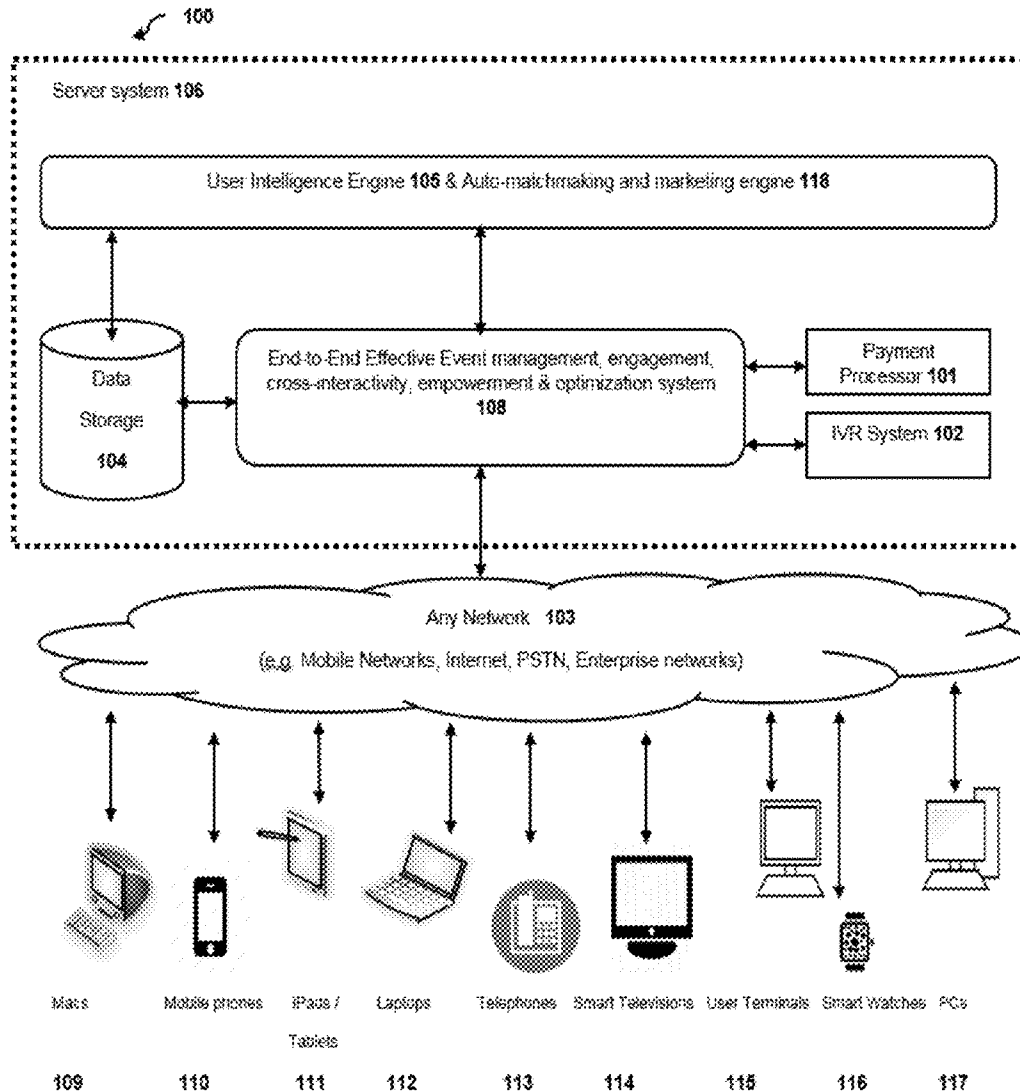 100
Server system 106
User Intelligence Engine 105 & Auto-matchmaking and marketing engine 118
Data
Storage
104
End-to-End Effective Event management, engagement,
cross-interactivity, empowerment & optimization system
108
Payment
Processor 101
IVR System 102
Any Network 103
(e.g. Mobile Networks, Internet, PSTN, Enterprise networks)
Macs
Mobile phones
iPads /
Tablets
Laptops
Telephones
Smart Televisions
User Terminals
Smart Watches
PCs
109
110
111
112
113
114
115
116
117